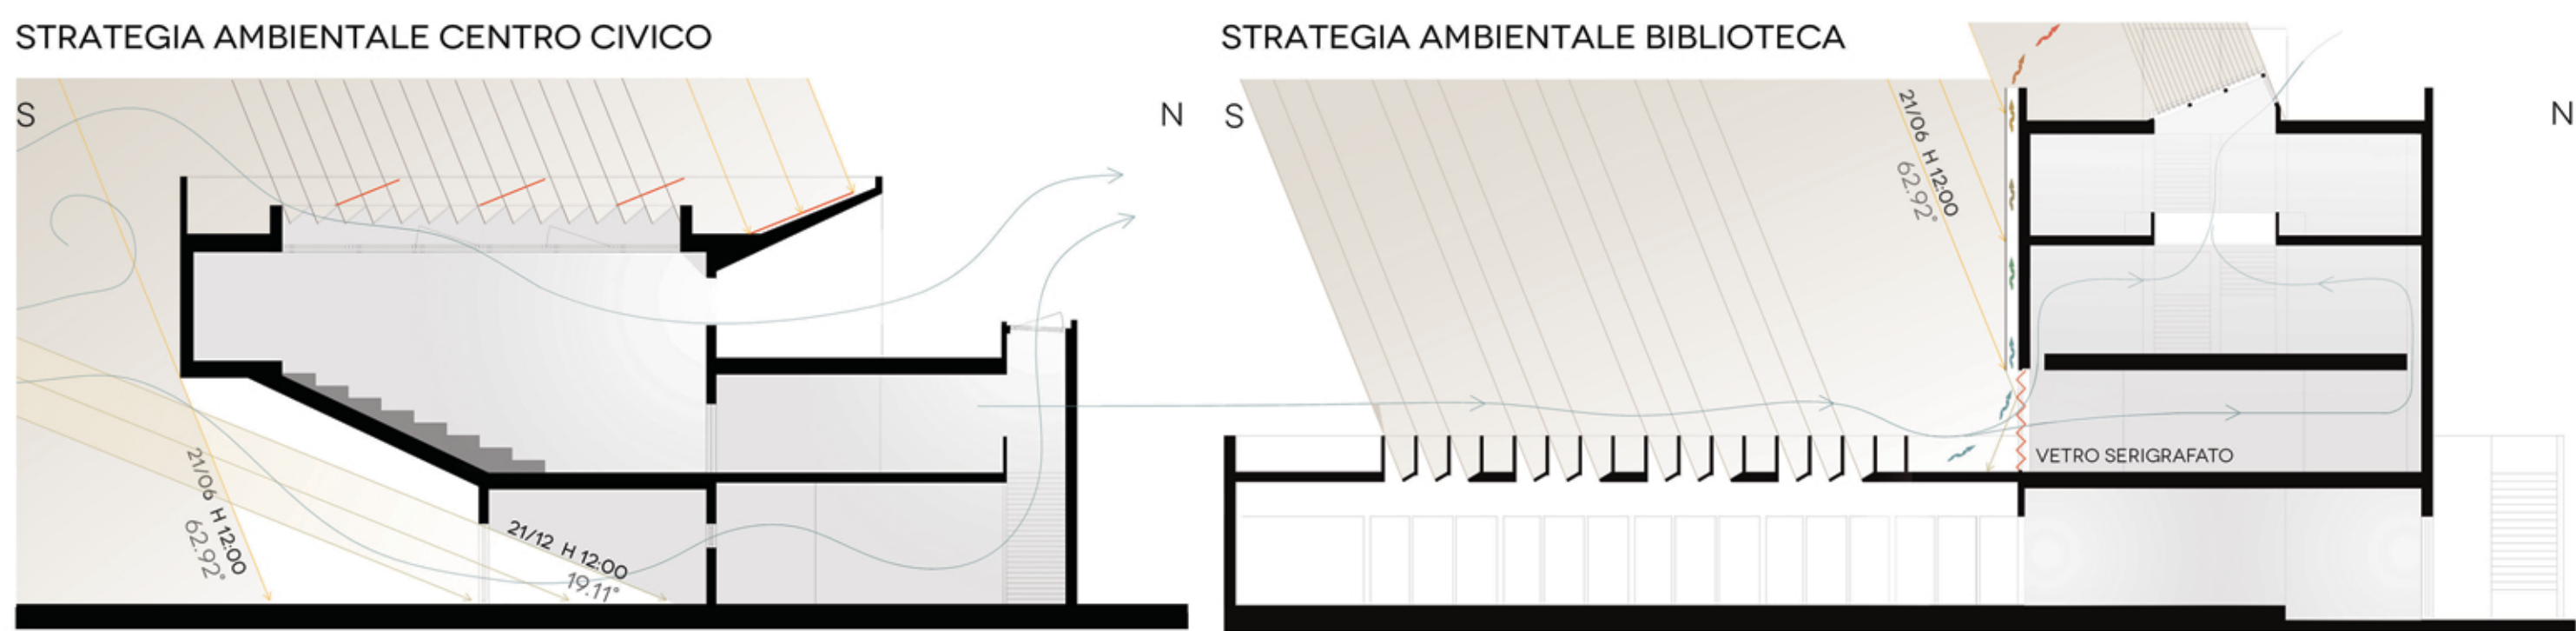 STRATEGIA AMBIENTALE CENTRO CIVICO
S
N
21/06 H 12:00
62.92°
21/12 H 12:00
19.11°
STRATEGIA AMBIENTALE BIBLIOTECA
S
N
21/06 H 12:00
62.92°
VETRO SERIGRAFATO